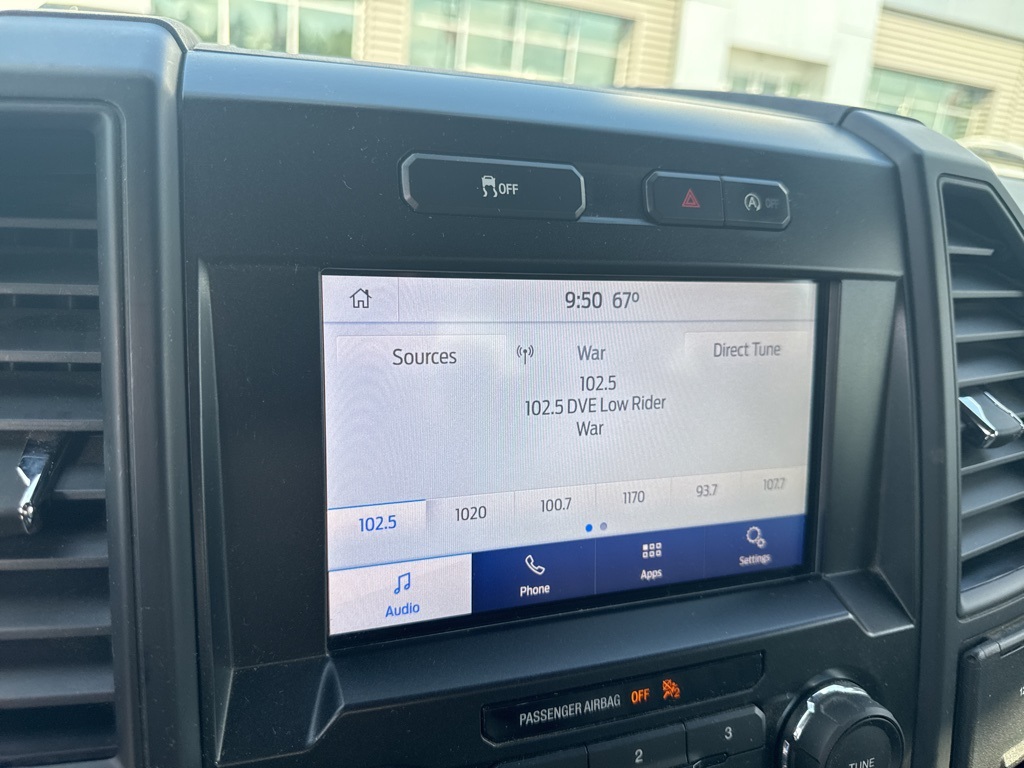 OFF
A OFF
9:50 67º
Sources
War
Direct Tune
102.5
102.5 DVE Low Rider
War
102.5
1020
100.7
1170
93.7
107.7
Audio
Phone
Apps
Settings
PASSENGER AIRBAG OFF
2
3
TUNE